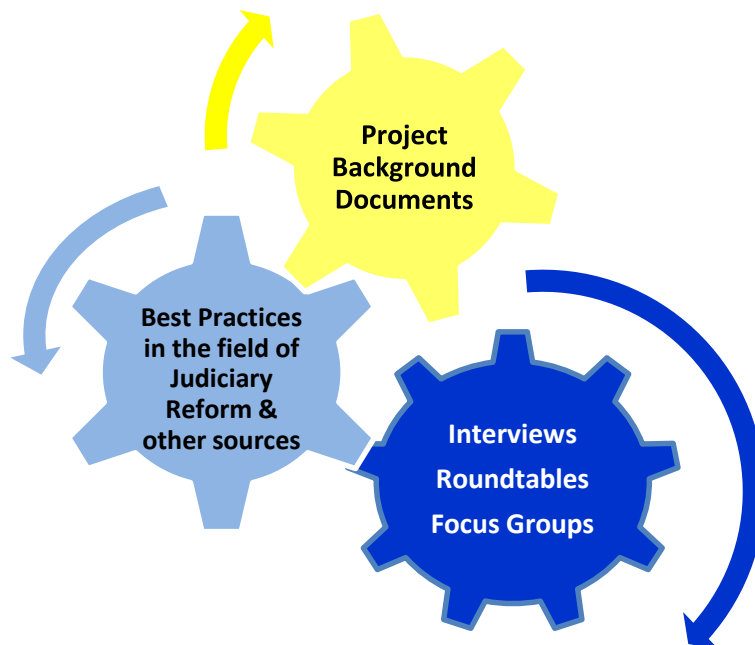 Project
Background
Documents
Best Practices
in the field of
Judiciary
Reform &
other sources
Interviews
Roundtables
Focus Groups